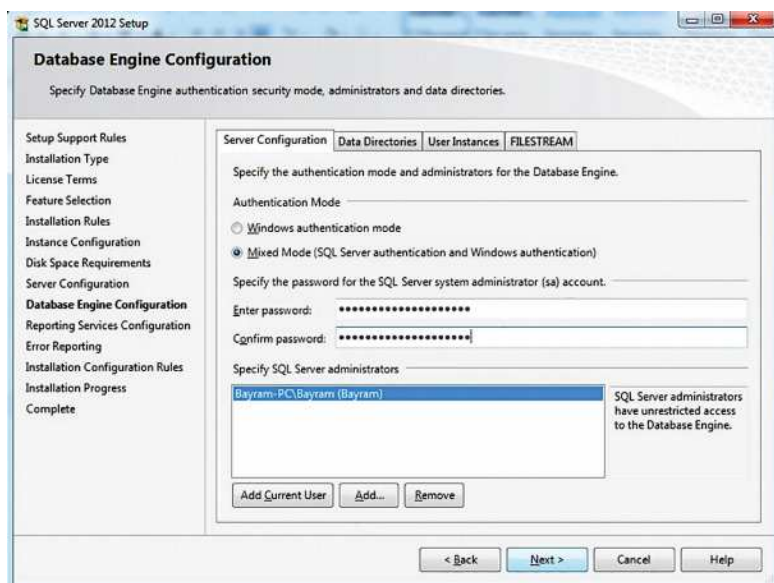 SQL Server 2012 Setup
Database Engine Configuration
Specify Database Engine authentication security mode, administrators and data directories.
Setup Support Rules
Installation Type
License Terms
Feature Selection
Installation Rules
Instance Configuration
Disk Space Requirements
Server Configuration
Database Engine Configuration
Reporting Services Configuration
Error Reporting
Installation Configuration Rules
Installation Progress
Complete
Server Configuration Data Directories User Instances FILESTREAM
Specify the authentication mode and administrators for the Database Engine.
Authentication Mode
Windows authentication mode
Mixed Mode (SQL Server authentication and Windows authentication)
Specify the password for the SQL Server system administrator (sa) account.
Enter password: ●●●●●●●●●●●●●●●●●●●●
Confirm password: ●●●●●●●●●●●●●●●●●●●●
Specify SQL Server administrators
Bayram-PC\Bayram (Bayram)
SQL Server administrators
have unrestricted access
to the Database Engine.
Add Current User Add... Remove
< Back Next > Cancel Help